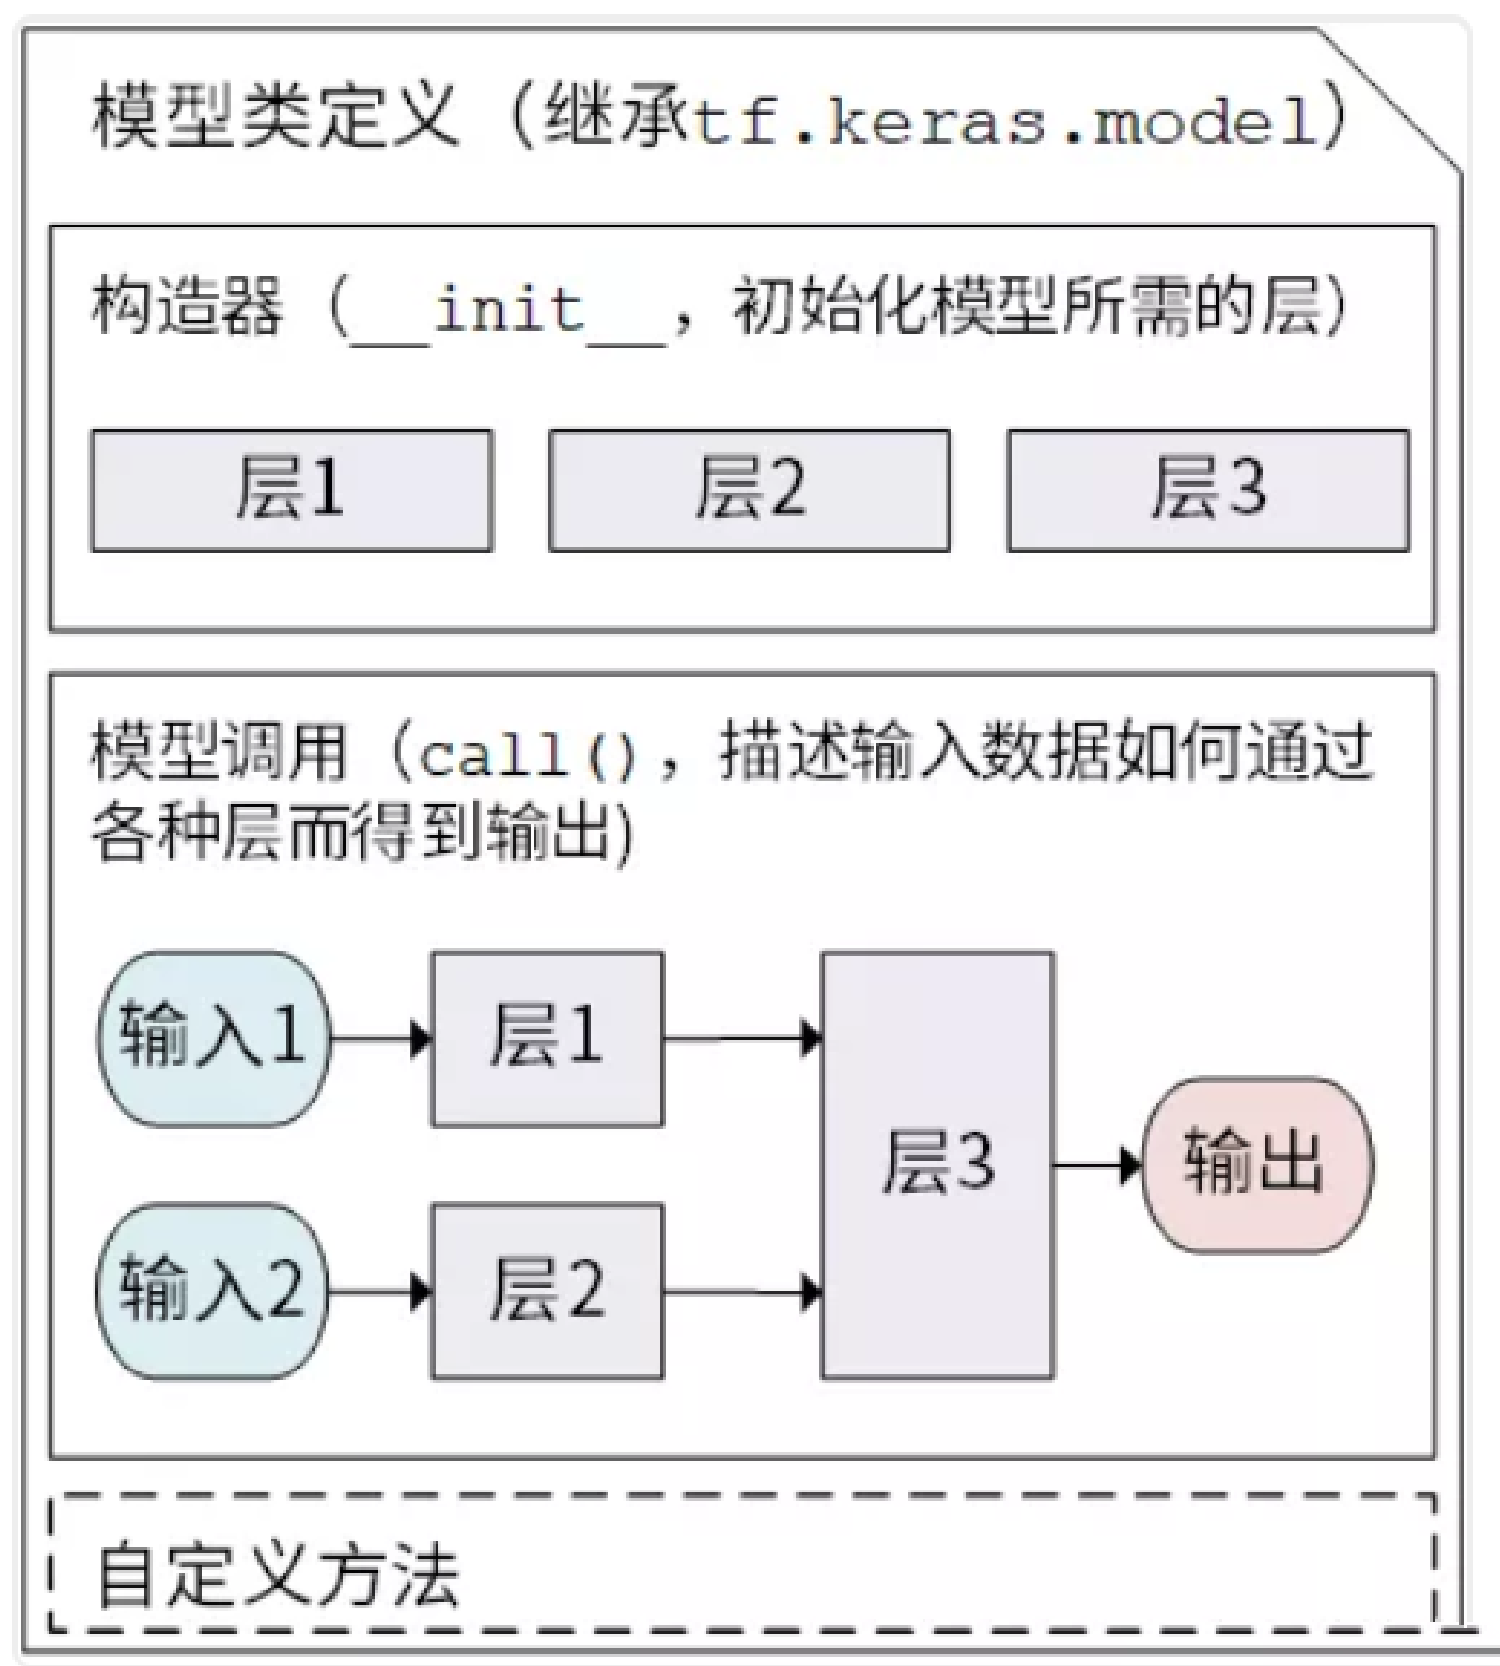 模型类定义（继承tf.keras.model）
构造器（__init__，初始化模型所需的层）
层1
层2
层3
模型调用（call()，描述输入数据如何通过
各种层而得到输出)
输入1
层1
层3
输出
输入2
层2
自定义方法